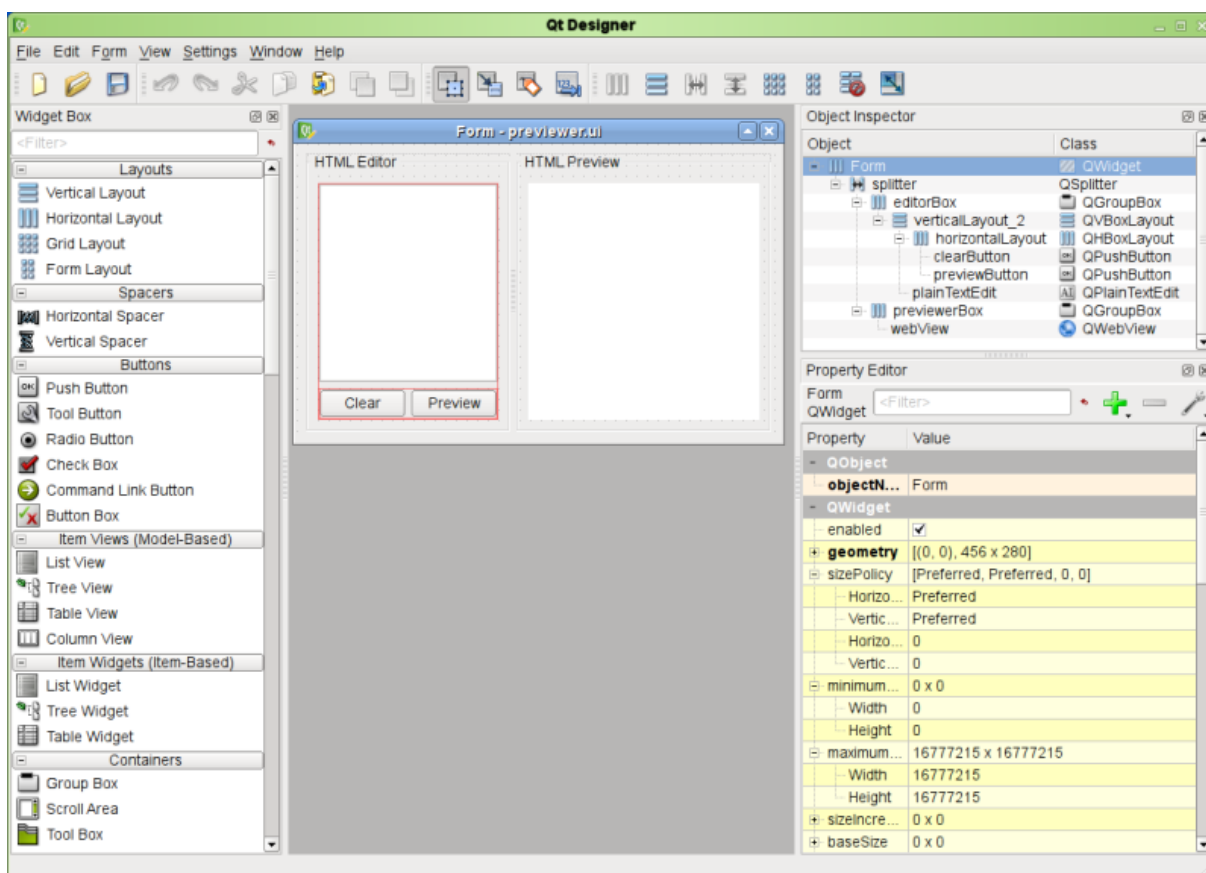 Qt Designer
File Edit Form View Settings Window Help
Widget Box
<Filter>
Layouts
Vertical Layout
Horizontal Layout
Grid Layout
Form Layout
Spacers
Horizontal Spacer
Vertical Spacer
Buttons
Push Button
Tool Button
Radio Button
Check Box
Command Link Button
Button Box
Item Views (Model-Based)
List View
Tree View
Table View
Column View
Item Widgets (Item-Based)
List Widget
Tree Widget
Table Widget
Containers
Group Box
Scroll Area
Tool Box
Form - previewer.ui
HTML Editor HTML Preview
Clear Preview
Object Inspector
Object Class
Form QWidget
splitter QSplitter
editorBox QGroupBox
verticalLayout_2 QVBoxLayout
horizontalLayout QHBoxLayout
clearButton QPushButton
previewButton QPushButton
plainTextEdit QPlainTextEdit
previewerBox QGroupBox
webView QWebView
Property Editor
Form
QWidget
<Filter>
Property Value
QObject
objectN... Form
QWidget
enabled
geometry [(0, 0), 456 x 280]
sizePolicy [Preferred, Preferred, 0, 0]
Horizo... Preferred
Vertic... Preferred
Horizo... 0
Vertic... 0
minimum... 0 x 0
Width 0
Height 0
maximum... 16777215 x 16777215
Width 16777215
Height 16777215
sizeIncre... 0 x 0
baseSize 0 x 0